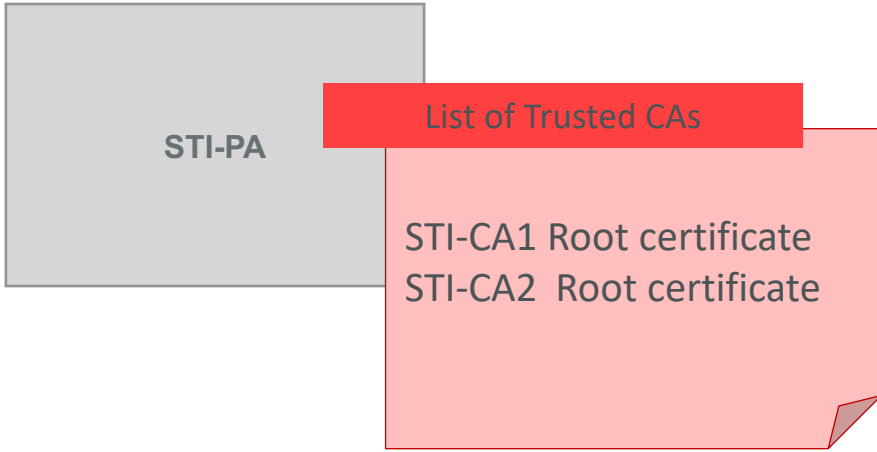 STI-PA
List of Trusted CAs
STI-CA1 Root certificate
STI-CA2  Root certificate